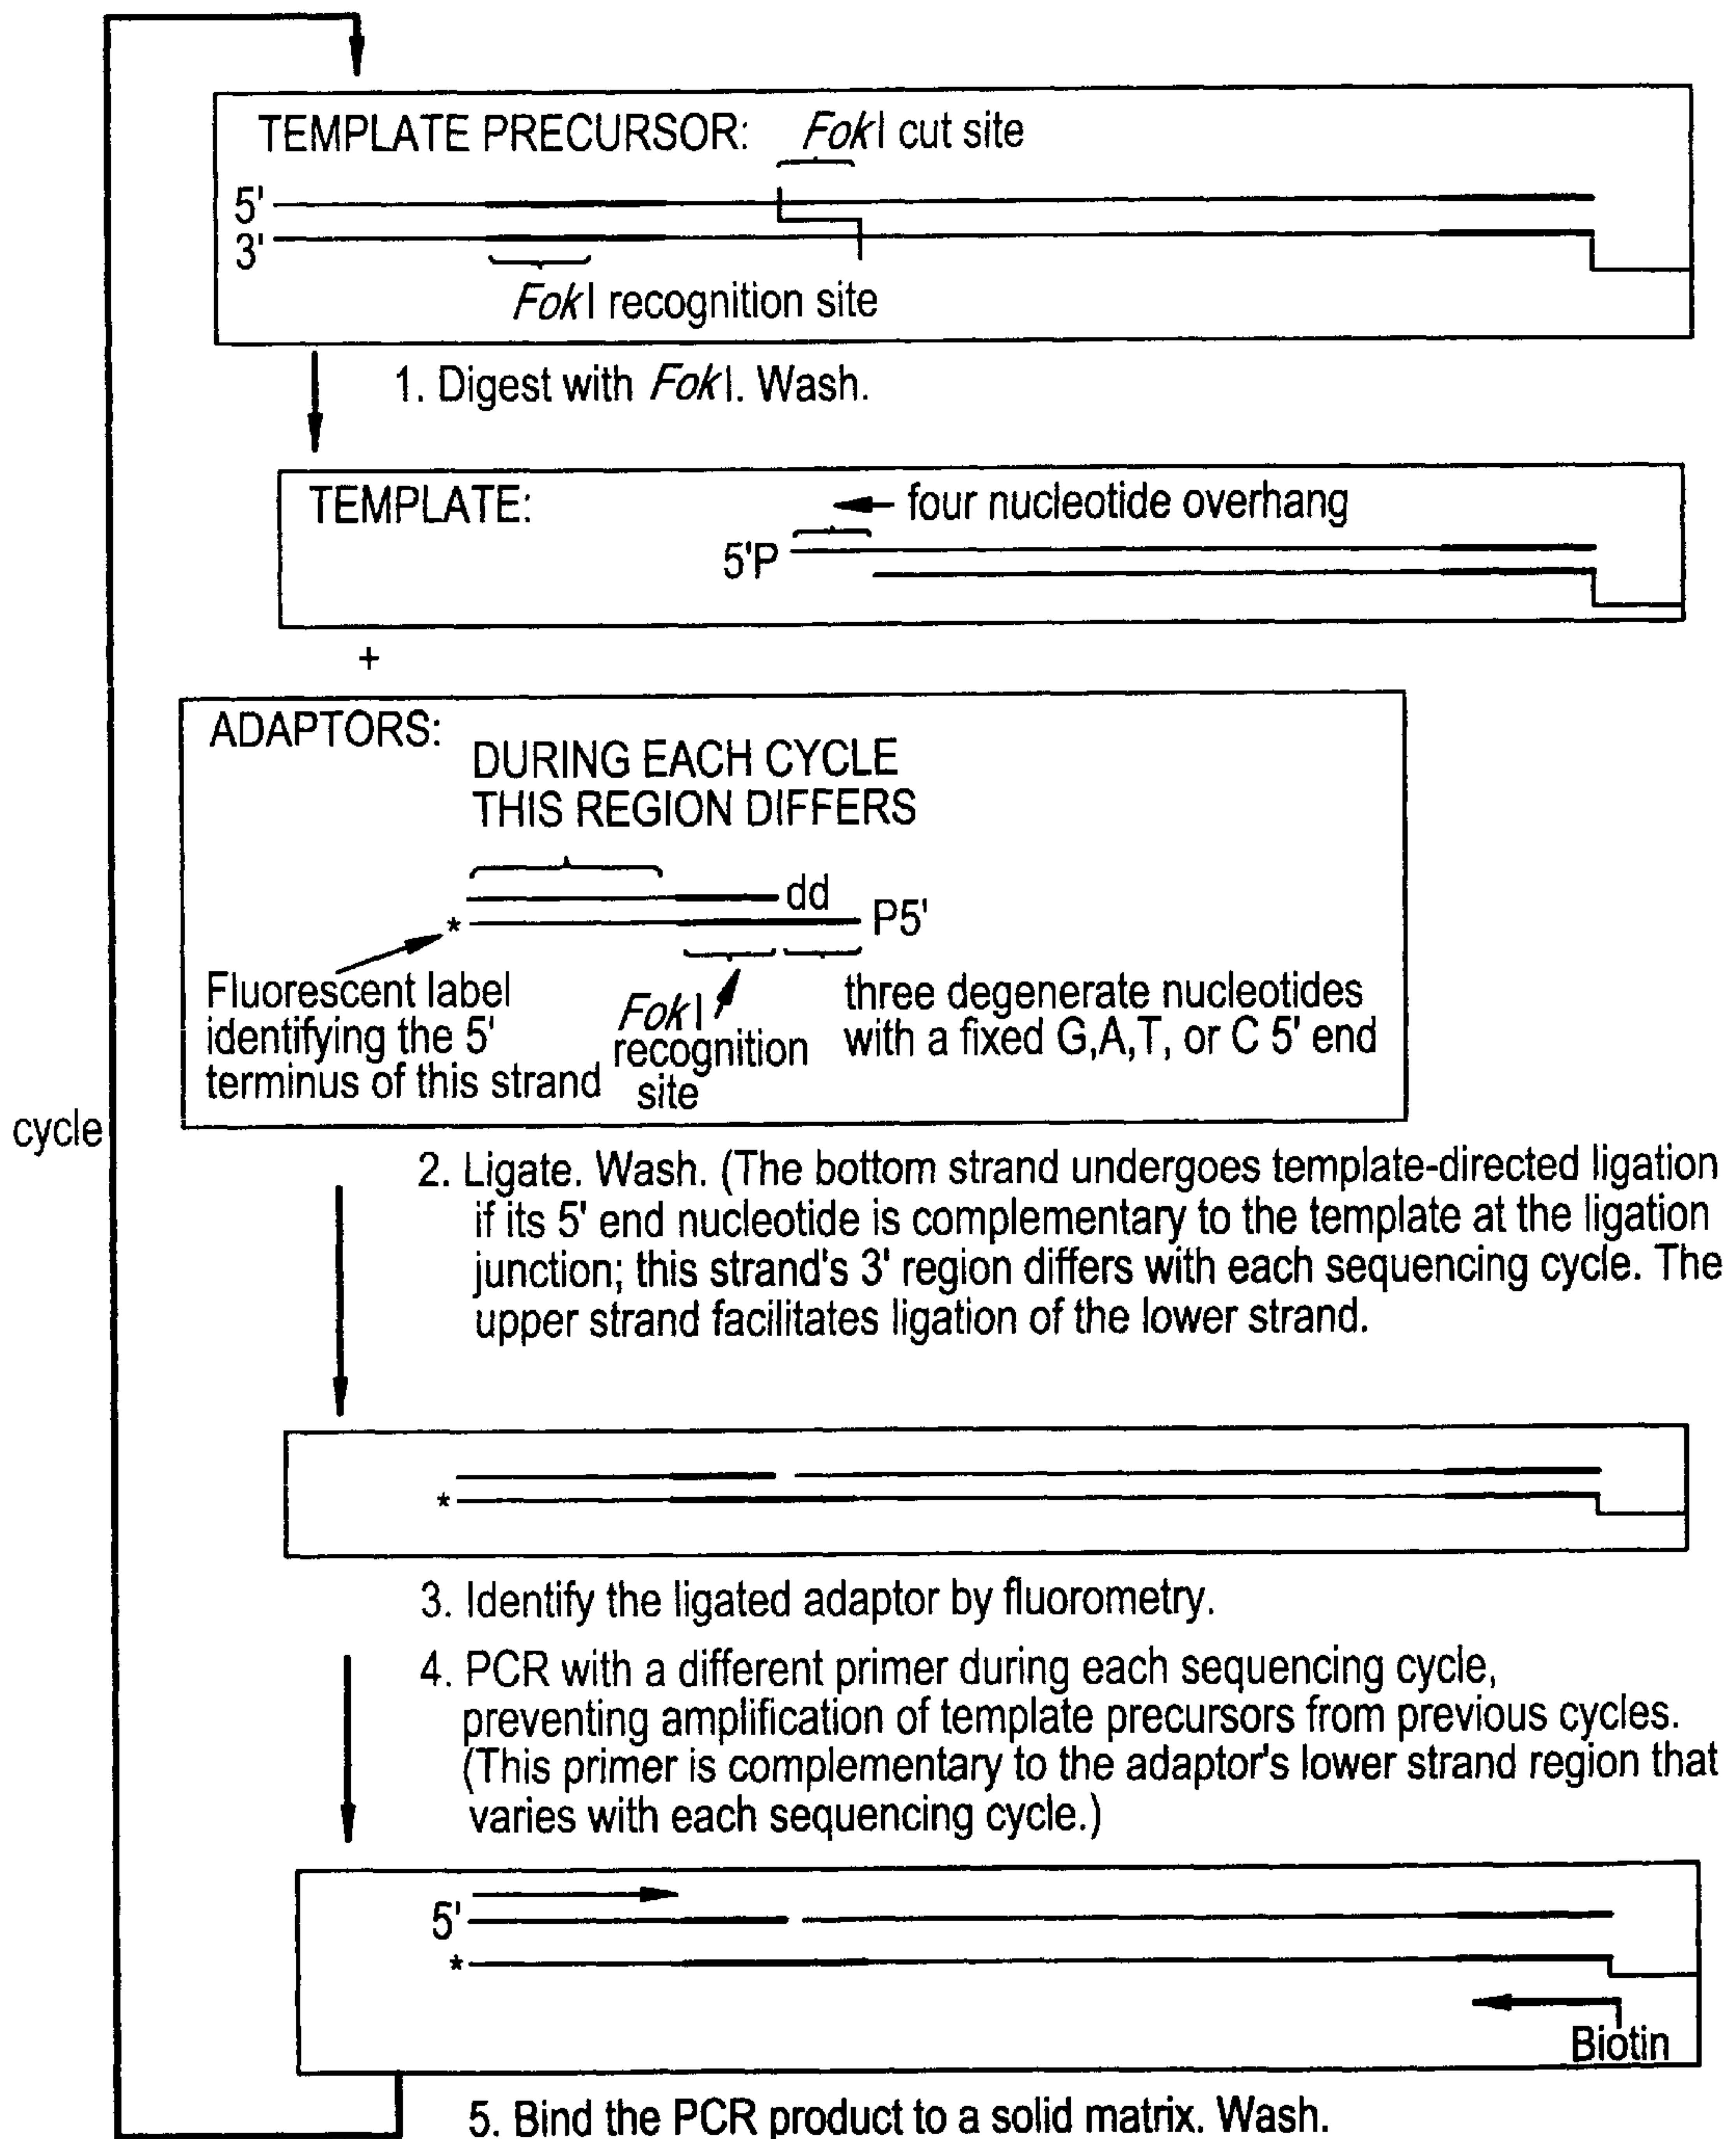 TEMPLATE PRECURSOR: FokI cut site
5'
3'
FokI recognition site
1. Digest with FokI. Wash.
TEMPLATE:
four nucleotide overhang
5'P
+
ADAPTORS:
DURING EACH CYCLE
THIS REGION DIFFERS
dd
* P5'
Fluorescent label
identifying the 5'
terminus of this strand
FokI
recognition
site
three degenerate nucleotides
with a fixed G,A,T, or C 5' end
cycle
2. Ligate. Wash. (The bottom strand undergoes template-directed ligation
if its 5' end nucleotide is complementary to the template at the ligation
junction; this strand's 3' region differs with each sequencing cycle. The
upper strand facilitates ligation of the lower strand.
*
3. Identify the ligated adaptor by fluorometry.
4. PCR with a different primer during each sequencing cycle,
preventing amplification of template precursors from previous cycles.
(This primer is complementary to the adaptor's lower strand region that
varies with each sequencing cycle.)
5'
*
Biotin
5. Bind the PCR product to a solid matrix. Wash.